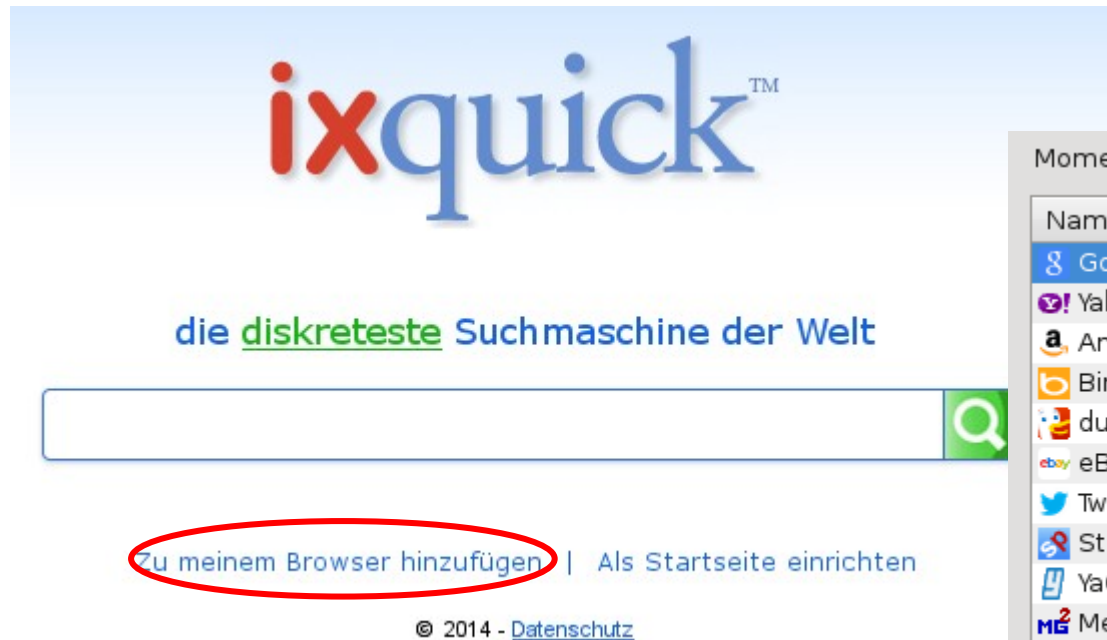 ixquick™
die diskreteste Suchmaschine der Welt
Zu meinem Browser hinzufügen | Als Startseite einrichten
© 2014 - Datenschutz